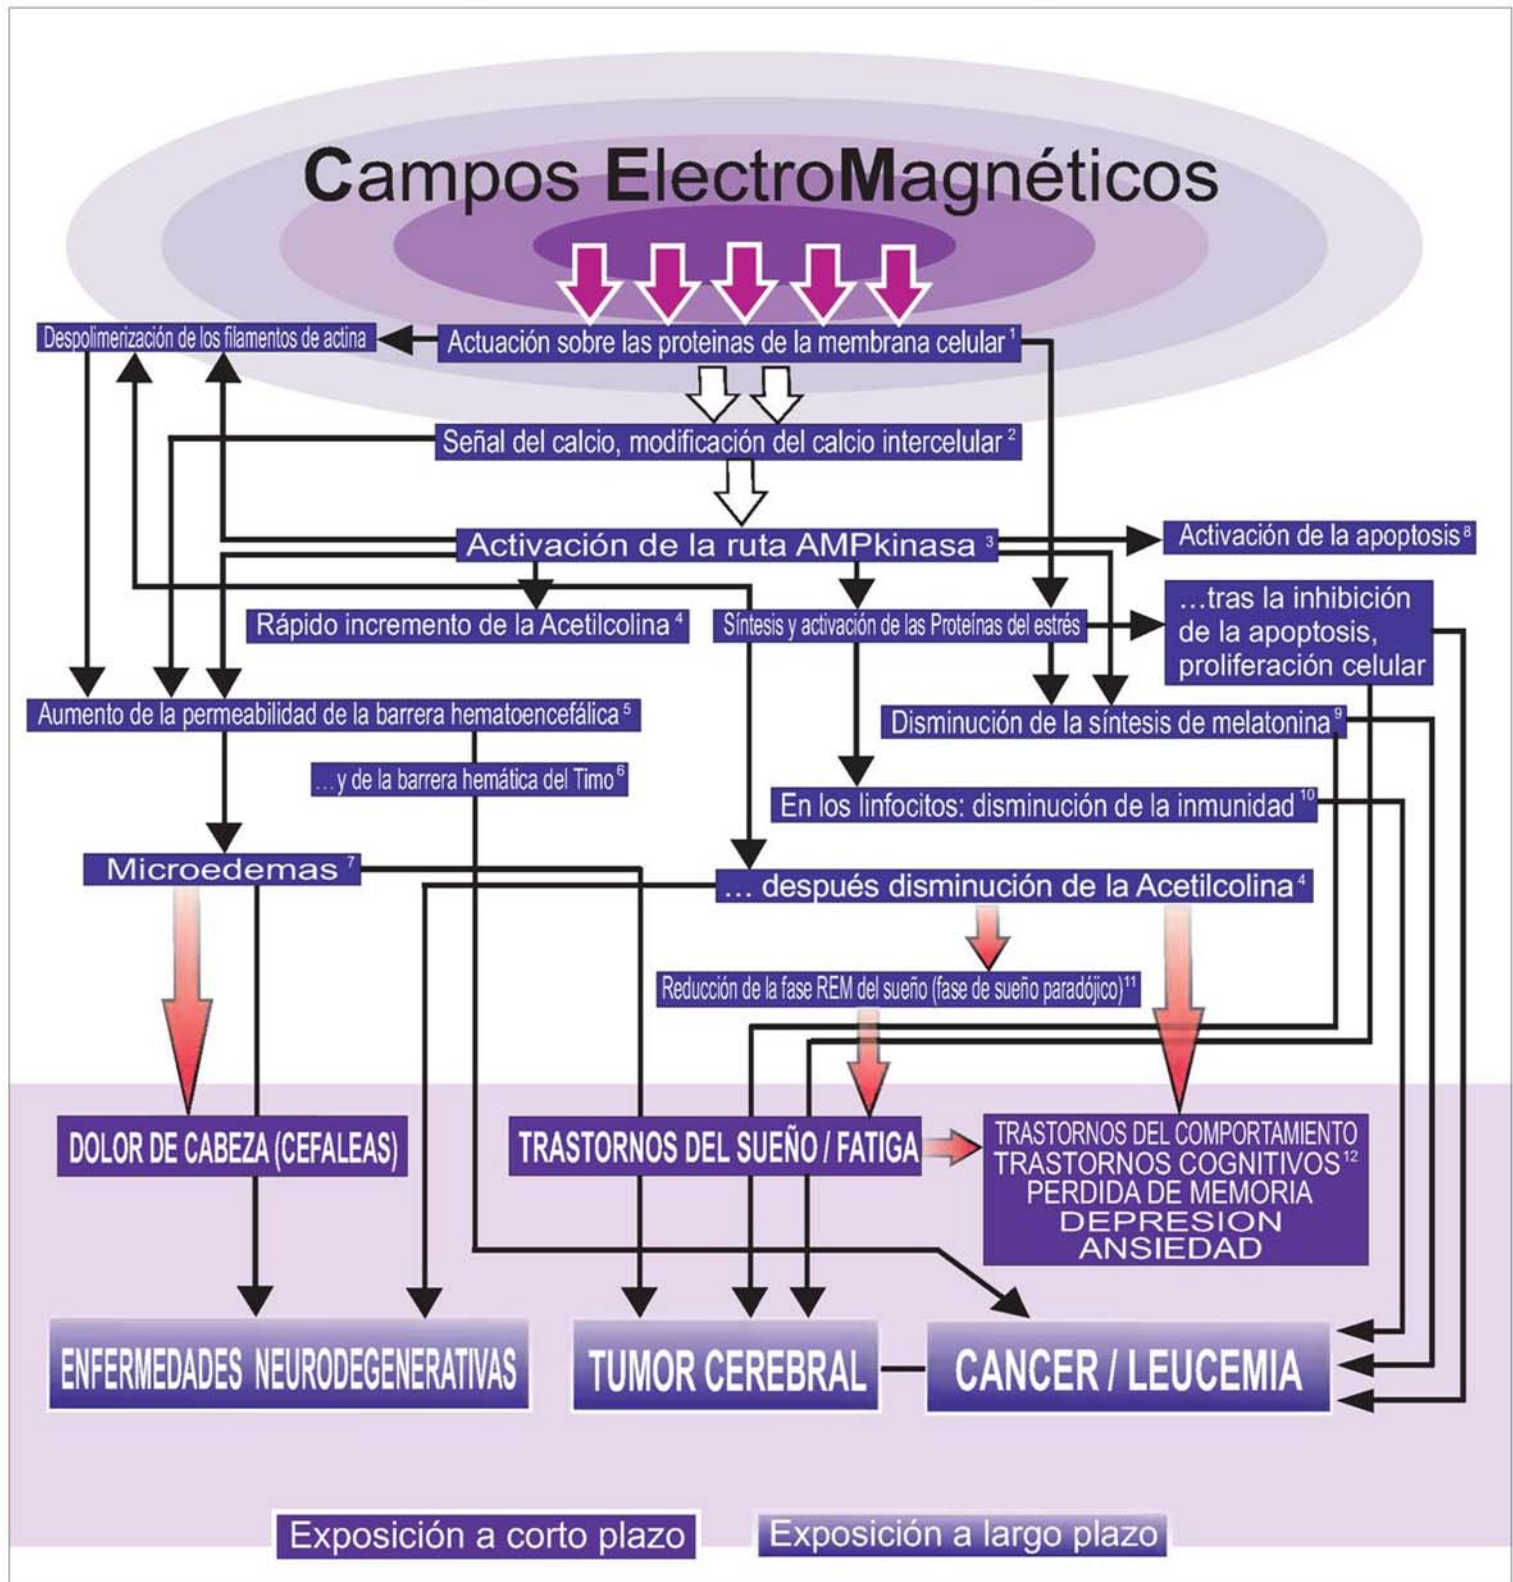 Campos ElectroMagnéticos
Despolimerización de los filamentos de actina
Actuación sobre las proteinas de la membrana celular 1
Señal del calcio, modificación del calcio intercelular 2
Activación de la ruta AMPkinasa 3
Activación de la apoptosis 8
Rápido incremento de la Acetilcolina 4
Síntesis y activación de las Proteínas del estrés
...tras la inhibición
de la apoptosis,
proliferación celular
Aumento de la permeabilidad de la barrera hematoencefálica 5
Disminución de la síntesis de melatonina 9
...y de la barrera hemática del Timo 6
En los linfocitos: disminución de la inmunidad 10
Microedemas 7
... después disminución de la Acetilcolina 4
Reducción de la fase REM del sueño (fase de sueño paradójico) 11
DOLOR DE CABEZA (CEFALEAS)
TRASTORNOS DEL SUEÑO / FATIGA
TRASTORNOS DEL COMPORTAMIENTO
TRASTORNOS COGNITIVOS 12
PERDIDA DE MEMORIA
DEPRESION
ANSIEDAD
ENFERMEDADES NEURODEGENERATIVAS
TUMOR CEREBRAL
CANCER / LEUCEMIA
Exposición a corto plazo
Exposición a largo plazo